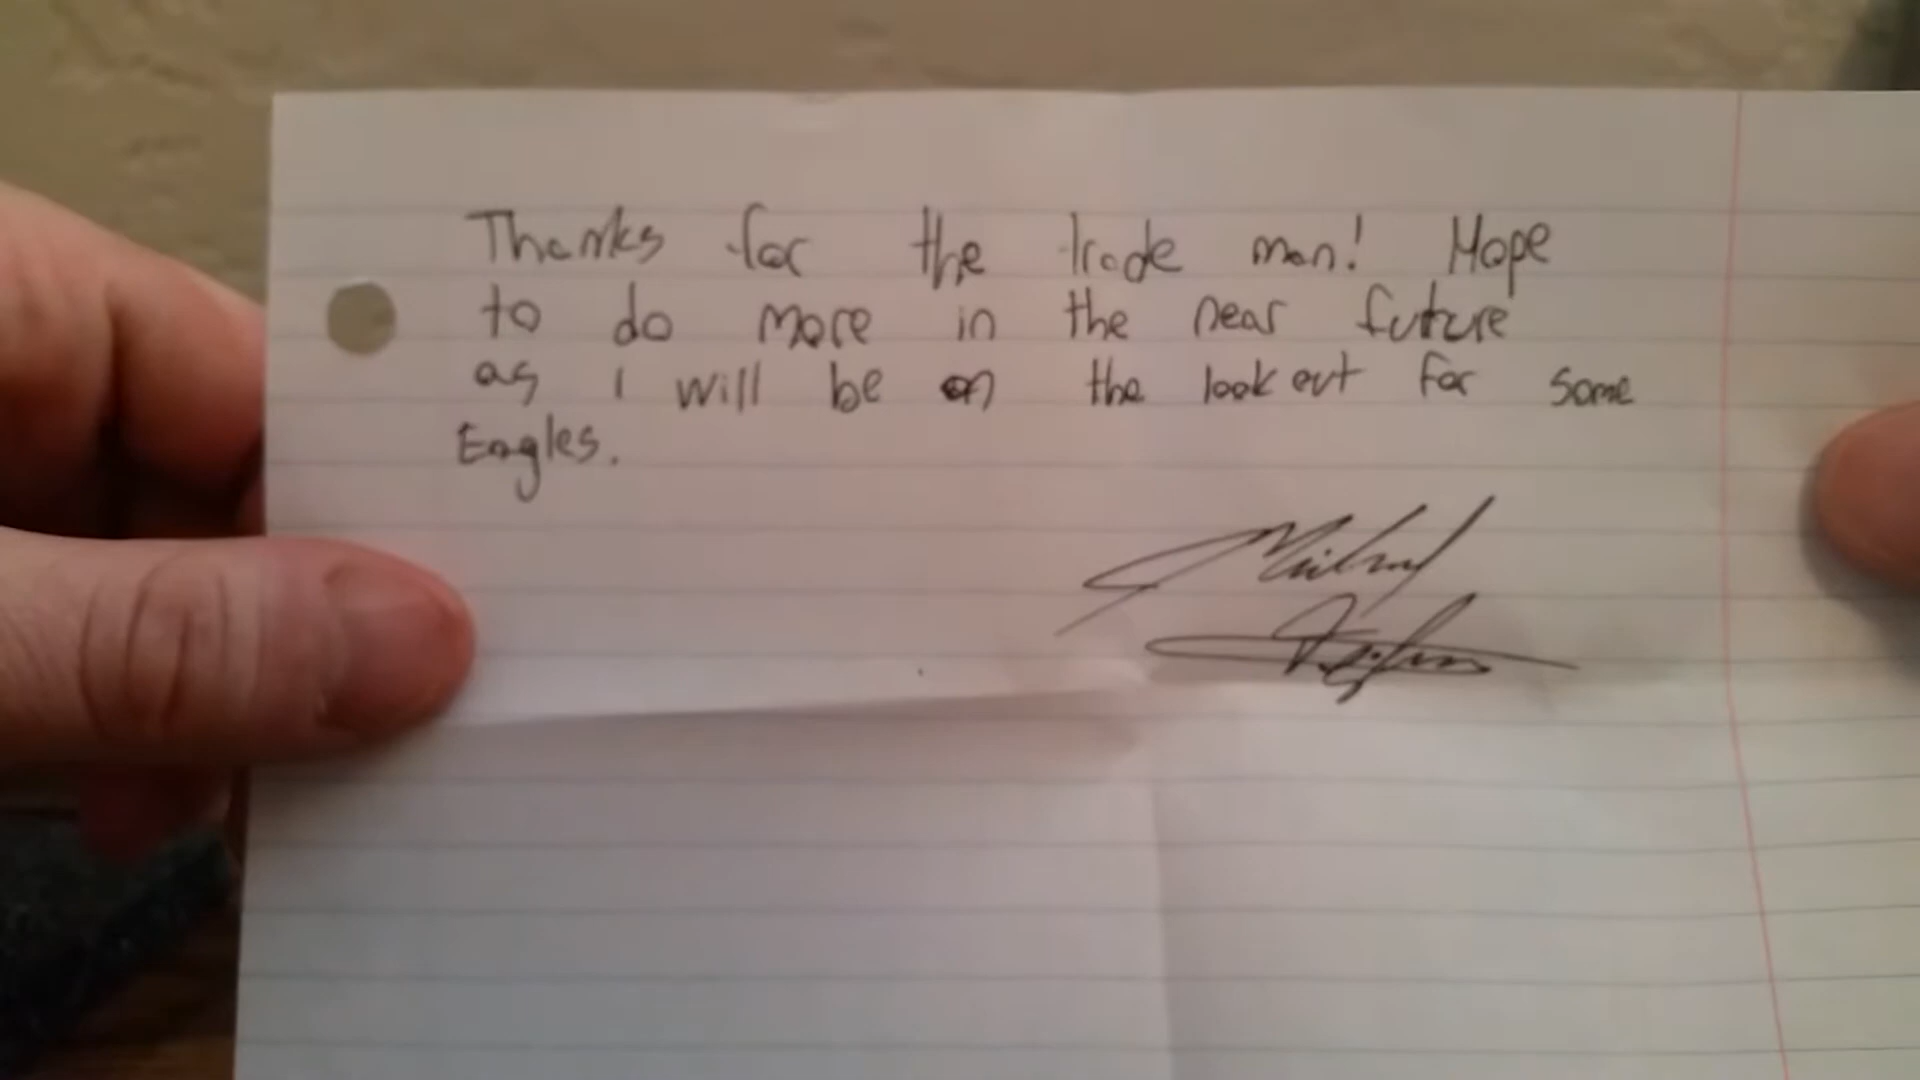 Thanks for the trade man! Hope
to do more in the near future
as I will be on the look out for some
Eagles.
Michael